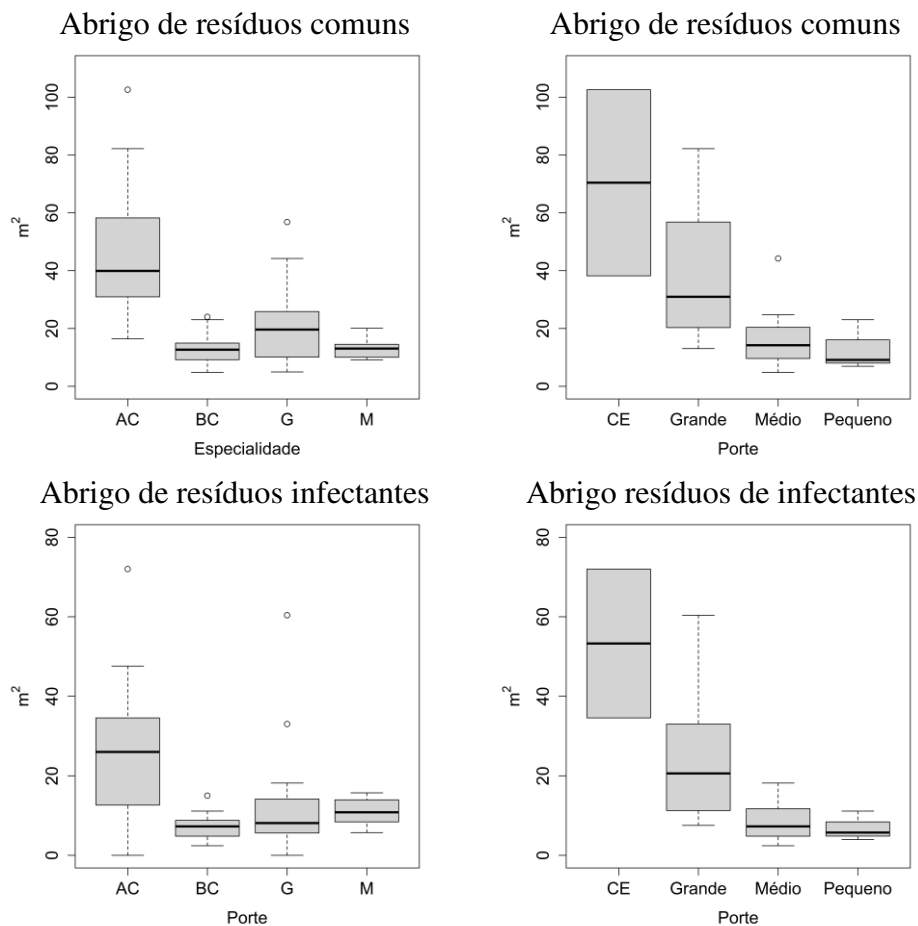 Abrigo de resíduos comuns
m²
0 20 40 60 80 100
AC BC G M
Especialidade
Abrigo de resíduos comuns
m²
0 20 40 60 80 100
CE Grande Médio Pequeno
Porte
Abrigo de resíduos infectantes
m²
0 20 40 60 80
AC BC G M
Porte
Abrigo resíduos de infectantes
m²
0 20 40 60 80
CE Grande Médio Pequeno
Porte